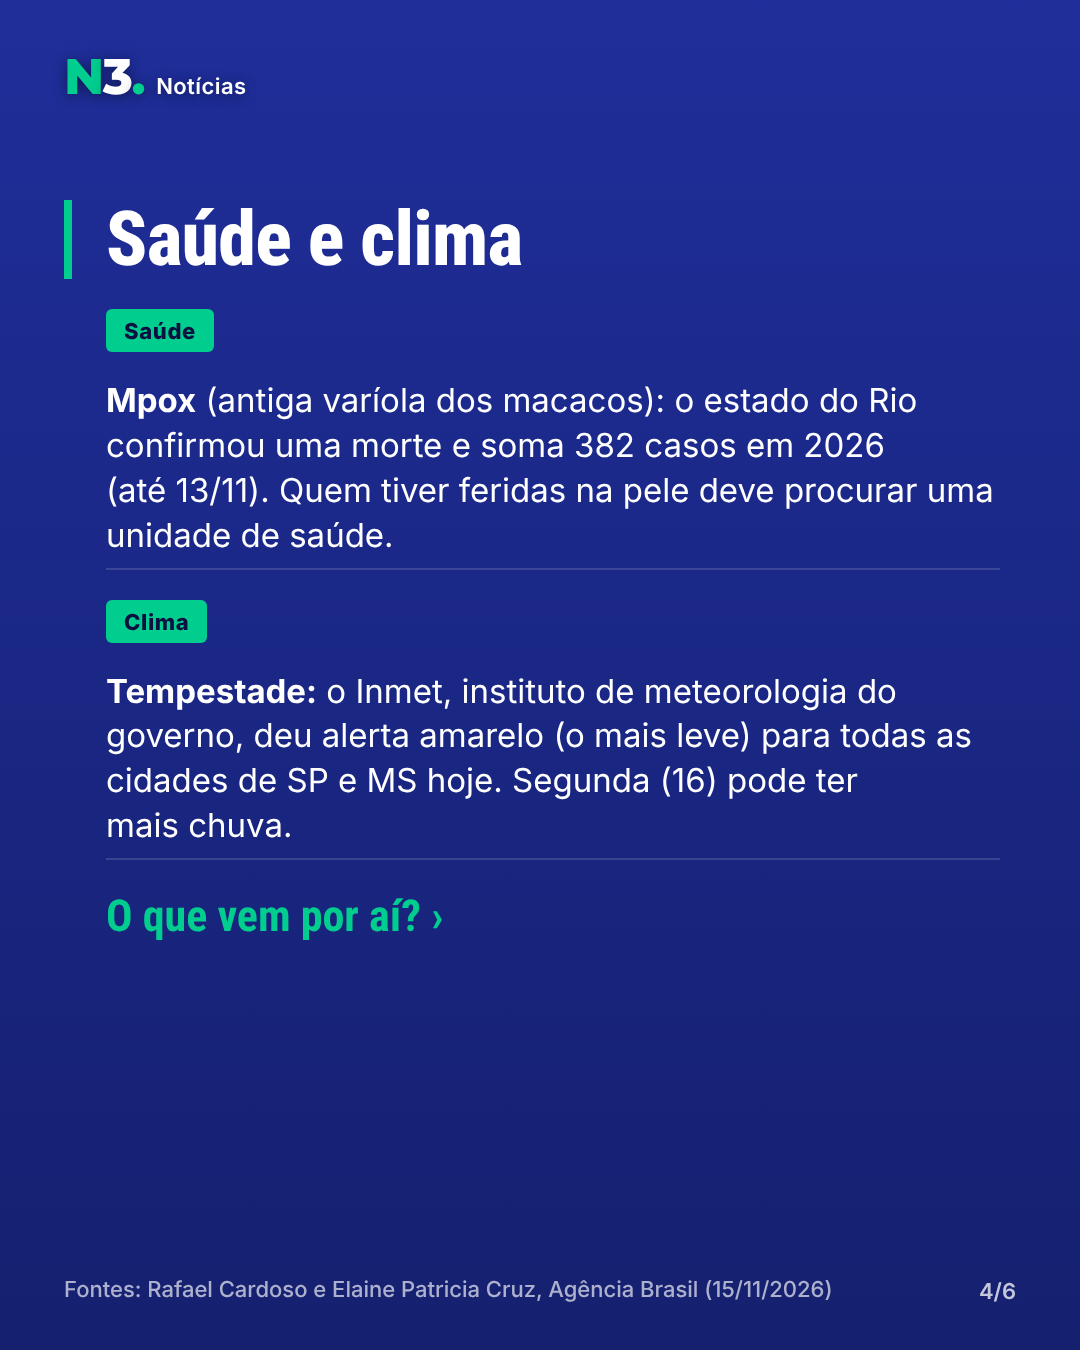 N3. Notícias
Saúde e clima
Saúde
Mpox (antiga varíola dos macacos): o estado do Rio
confirmou uma morte e soma 382 casos em 2026
(até 13/11). Quem tiver feridas na pele deve procurar uma
unidade de saúde.
Clima
Tempestade: o Inmet, instituto de meteorologia do
governo, deu alerta amarelo (o mais leve) para todas as
cidades de SP e MS hoje. Segunda (16) pode ter
mais chuva.
O que vem por aí? ›
Fontes: Rafael Cardoso e Elaine Patricia Cruz, Agência Brasil (15/11/2026)
4/6